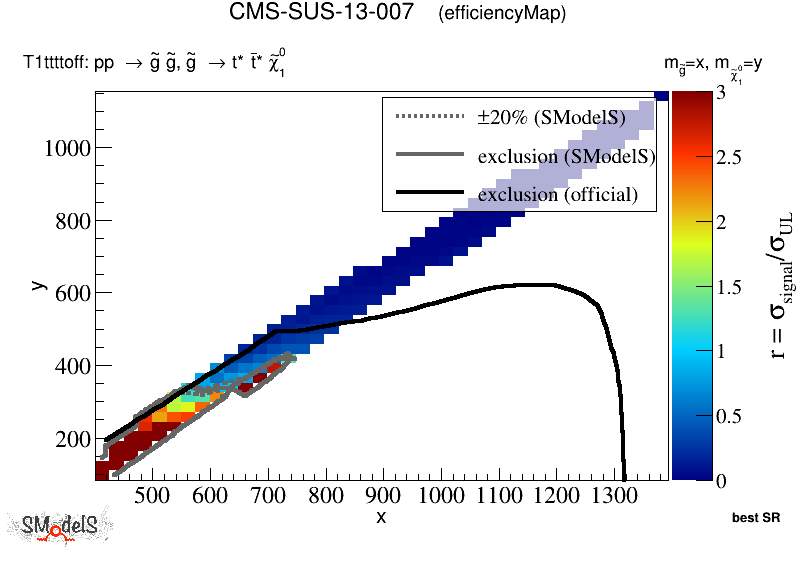 CMS-SUS-13-007 (efficiencyMap)
T1ttttoff: pp → g̃ g̃, g̃ → t* t̄* χ̃₁⁰
m_g̃=x, m_χ̃₁⁰=y
±20% (SModelS)
exclusion (SModelS)
exclusion (official)
1000
800
600
400
200
y
500 600 700 800 900 1000 1100 1200 1300
x
3
2.5
2
1.5
1
0.5
0
r = σ_signal/σ_UL
SModelS
best SR